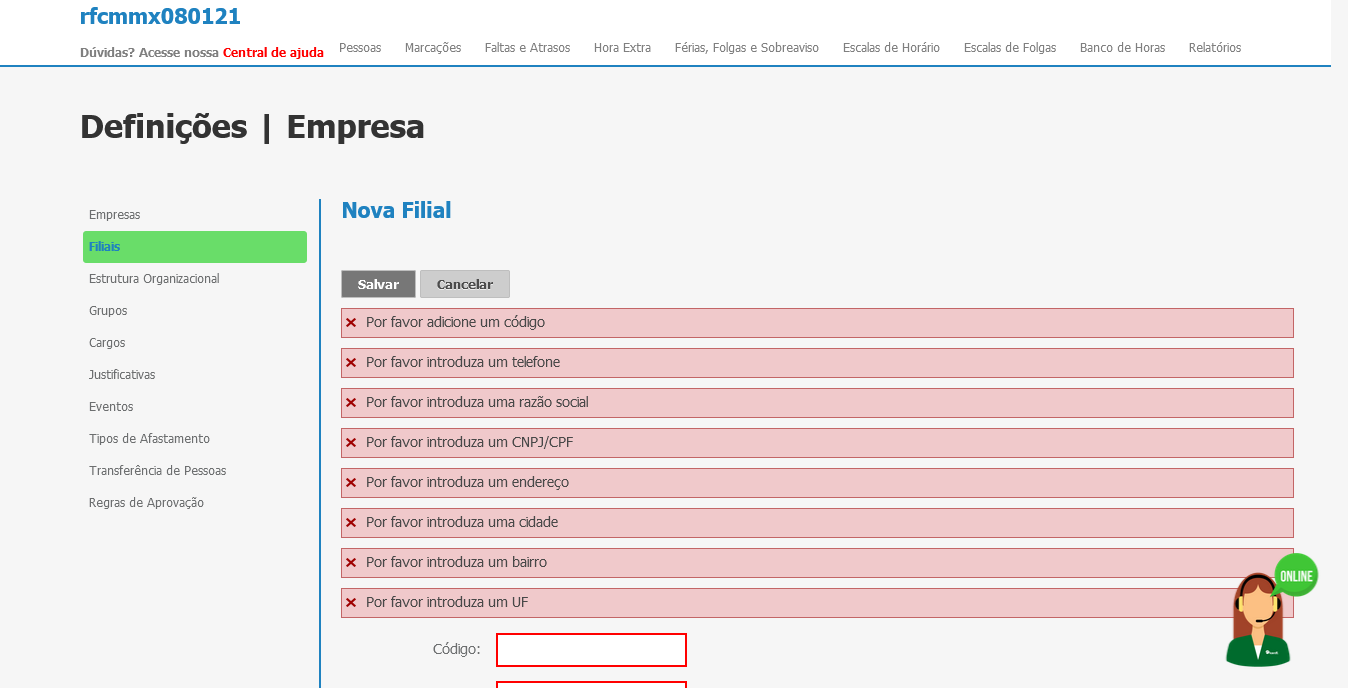 rfcmmx080121
Dúvidas? Acesse nossa Central de ajuda
Pessoas Marcações Faltas e Atrasos Hora Extra Férias, Folgas e Sobreaviso Escalas de Horário Escalas de Folgas Banco de Horas Relatórios
Definições | Empresa
Empresas
Filiais
Estrutura Organizacional
Grupos
Cargos
Justificativas
Eventos
Tipos de Afastamento
Transferência de Pessoas
Regras de Aprovação
Nova Filial
Salvar Cancelar
Por favor adicione um código
Por favor introduza um telefone
Por favor introduza uma razão social
Por favor introduza um CNPJ/CPF
Por favor introduza um endereço
Por favor introduza uma cidade
Por favor introduza um bairro
Por favor introduza um UF
Código:
ONLINE